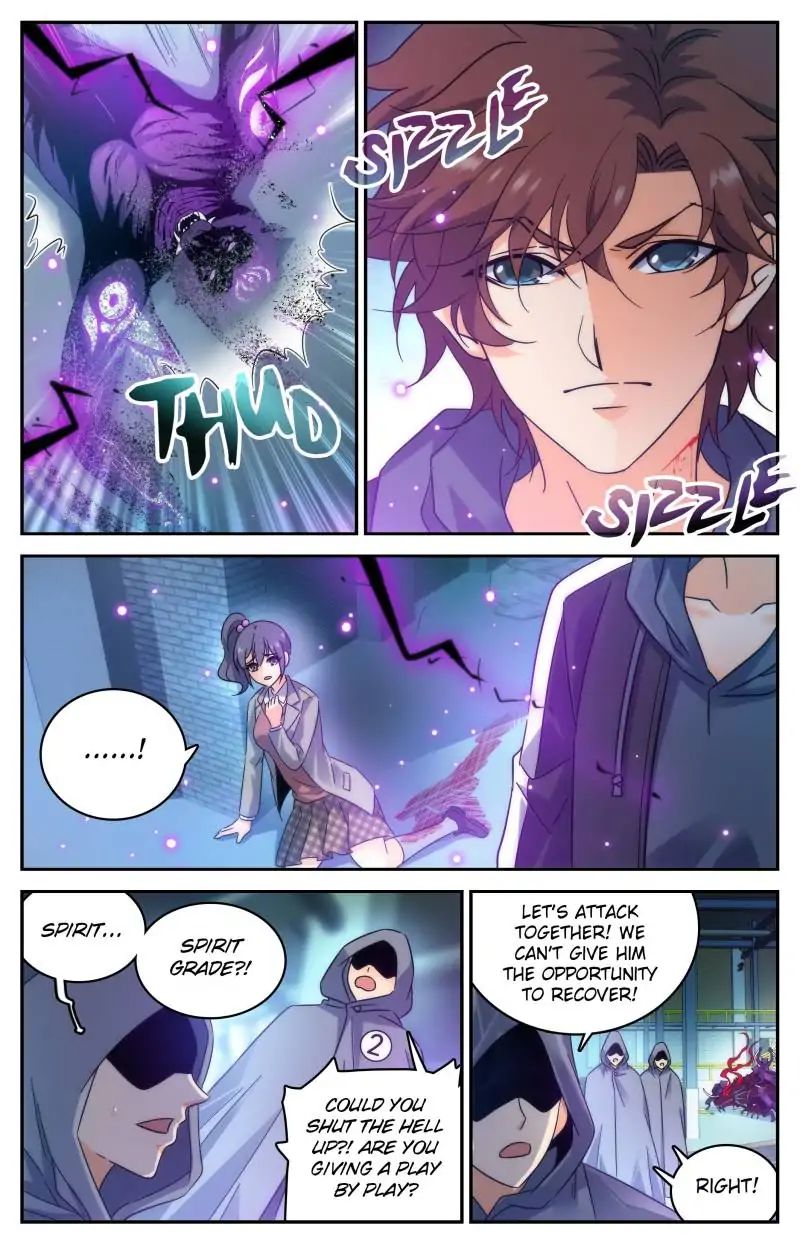 SIZZLE
THUD
SIZZLE
......!
SPIRIT...
SPIRIT
GRADE?!
2
COULD YOU
SHUT THE HELL
UP?! ARE YOU
GIVING A PLAY
BY PLAY?
LET'S ATTACK
TOGETHER! WE
CAN'T GIVE HIM
THE OPPORTUNITY
TO RECOVER!
RIGHT!